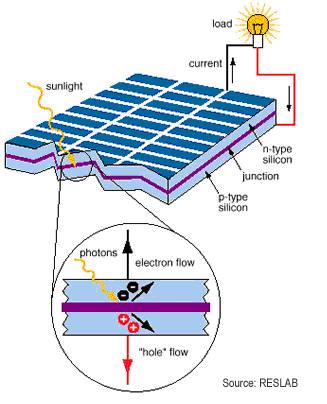 load
current
sunlight
n-type
silicon
junction
p-type
silicon
photons
electron flow
"hole" flow
Source: RESLAB